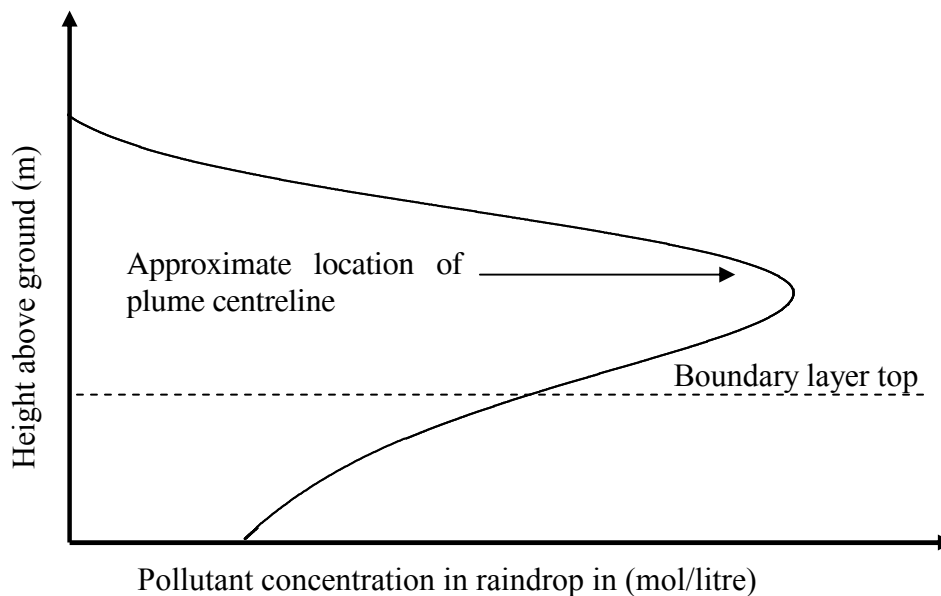 Height above ground (m)
Approximate location of
plume centreline
Boundary layer top
Pollutant concentration in raindrop in (mol/litre)